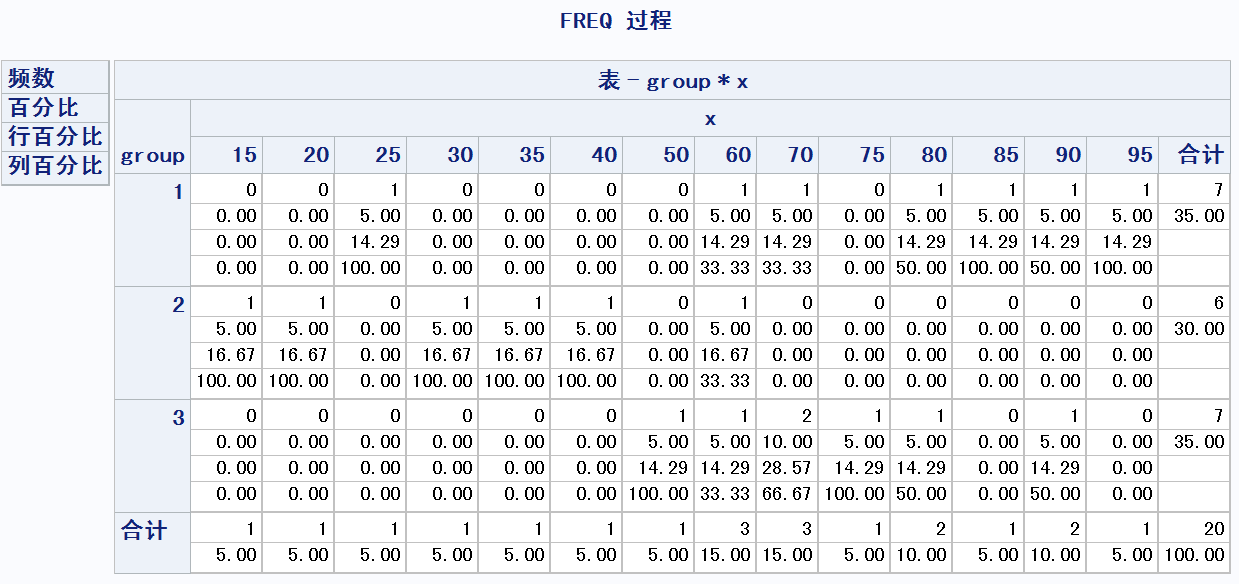 FREQ 过程
频数
百分比
行百分比
列百分比
表 - group * x
x
group 15 20 25 30 35 40 50 60 70 75 80 85 90 95 合计
1 0 0 1 0 0 0 0 1 1 0 1 1 1 1 7
0.00 0.00 5.00 0.00 0.00 0.00 0.00 5.00 5.00 0.00 5.00 5.00 5.00 5.00 35.00
0.00 0.00 14.29 0.00 0.00 0.00 0.00 14.29 14.29 0.00 14.29 14.29 14.29 14.29
0.00 0.00 100.00 0.00 0.00 0.00 0.00 33.33 33.33 0.00 50.00 100.00 50.00 100.00
2 1 1 0 1 1 1 0 1 0 0 0 0 0 0 6
5.00 5.00 0.00 5.00 5.00 5.00 0.00 5.00 0.00 0.00 0.00 0.00 0.00 0.00 30.00
16.67 16.67 0.00 16.67 16.67 16.67 0.00 16.67 0.00 0.00 0.00 0.00 0.00 0.00
100.00 100.00 0.00 100.00 100.00 100.00 0.00 33.33 0.00 0.00 0.00 0.00 0.00 0.00
3 0 0 0 0 0 0 1 1 2 1 1 0 1 0 7
0.00 0.00 0.00 0.00 0.00 0.00 5.00 5.00 10.00 5.00 5.00 0.00 5.00 0.00 35.00
0.00 0.00 0.00 0.00 0.00 0.00 14.29 14.29 28.57 14.29 14.29 0.00 14.29 0.00
0.00 0.00 0.00 0.00 0.00 0.00 100.00 33.33 66.67 100.00 50.00 0.00 50.00 0.00
合计 1 1 1 1 1 1 1 3 3 1 2 1 2 1 20
5.00 5.00 5.00 5.00 5.00 5.00 5.00 15.00 15.00 5.00 10.00 5.00 10.00 5.00 100.00